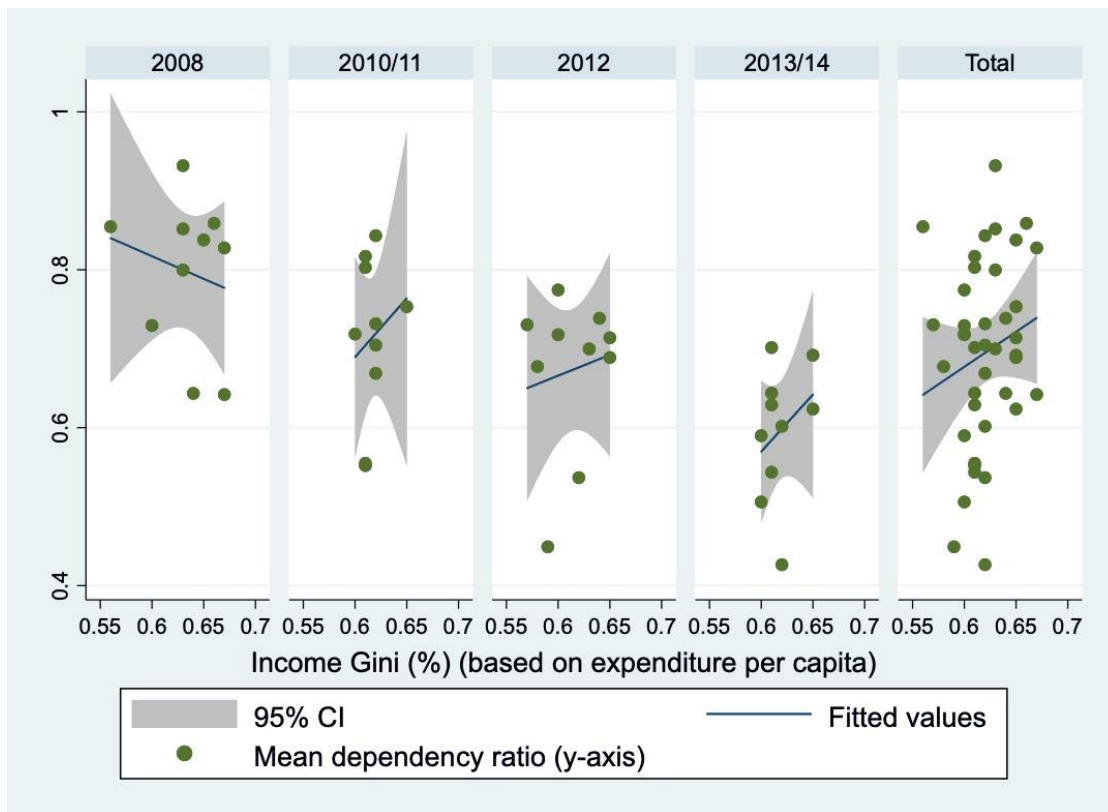 2008 2010/11 2012 2013/14 Total
1
0.8
0.6
0.4
0.55 0.6 0.65 0.7 0.55 0.6 0.65 0.7 0.55 0.6 0.65 0.7 0.55 0.6 0.65 0.7 0.55 0.6 0.65 0.7
Income Gini (%) (based on expenditure per capita)
95% CI Fitted values
Mean dependency ratio (y-axis)